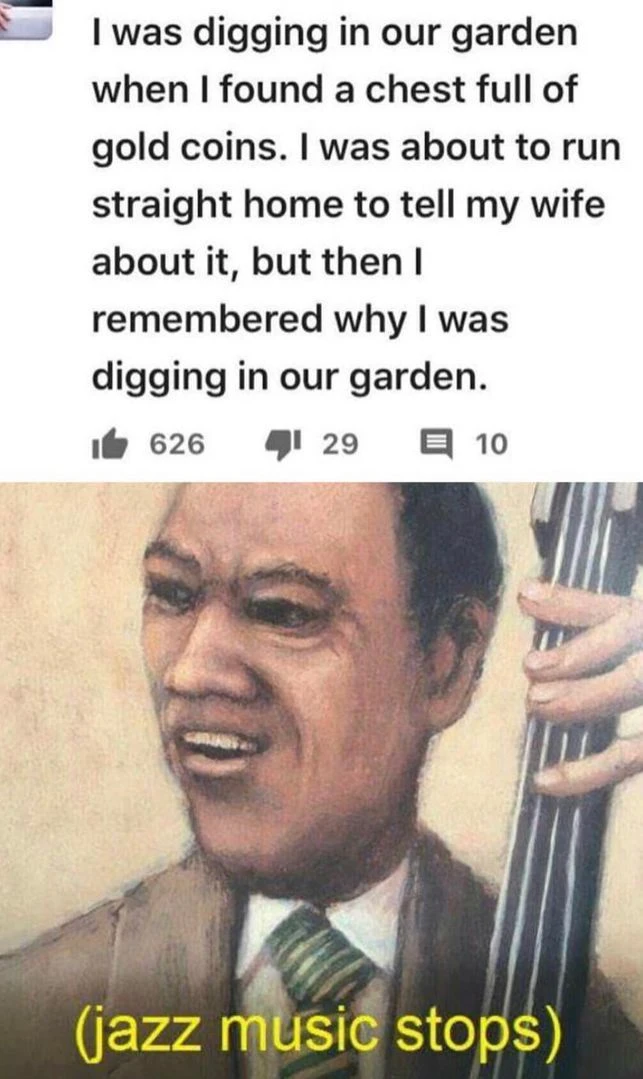 I was digging in our garden
when I found a chest full of
gold coins. I was about to run
straight home to tell my wife
about it, but then I
remembered why I was
digging in our garden.
626 29 10
(jazz music stops)